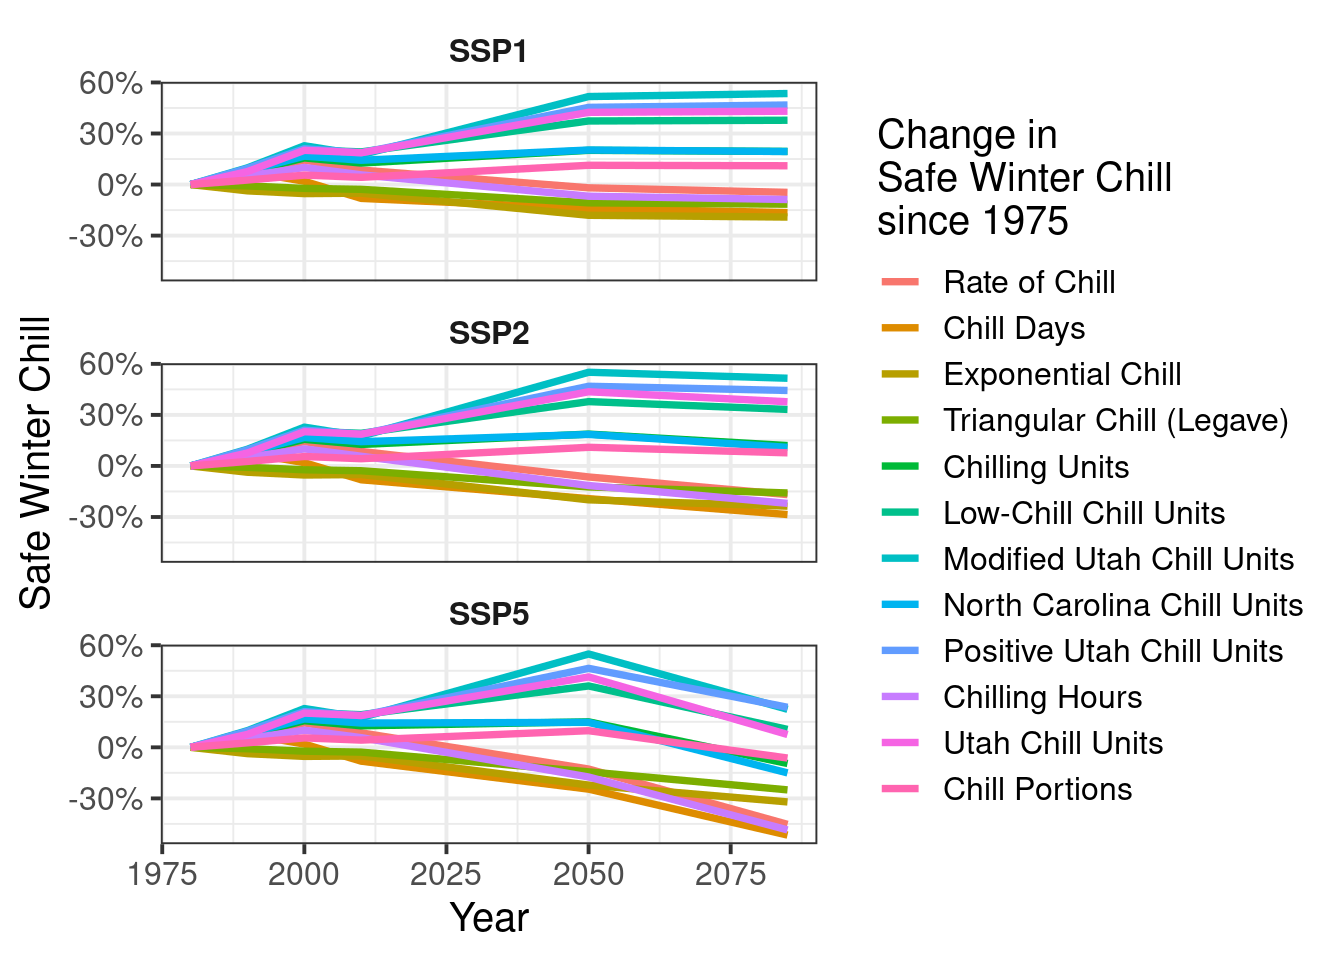 SSP1
60%
30%
0%
-30%
SSP2
60%
30%
0%
-30%
SSP5
60%
30%
0%
-30%
1975 2000 2025 2050 2075
Year
Safe Winter Chill
Change in
Safe Winter Chill
since 1975
Rate of Chill
Chill Days
Exponential Chill
Triangular Chill (Legave)
Chilling Units
Low-Chill Chill Units
Modified Utah Chill Units
North Carolina Chill Units
Positive Utah Chill Units
Chilling Hours
Utah Chill Units
Chill Portions